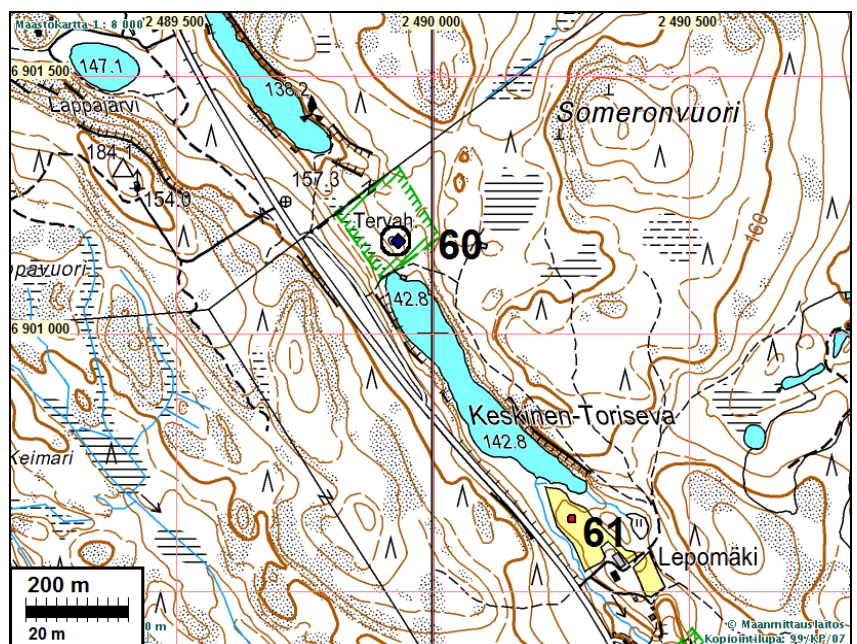 Maastokartta 1 : 8 000
2 489 500
2 490 000
2 490 500
6 901 500
147.1
Lappajärvi
138.2
Someronvuori
184.1
154.0
157.3
Tervah.
60
160
142.8
6 901 000
Keskinen-Toriseva
142.8
Keimari
61
Lepomäki
200 m
20 m
© Maanmittauslaitos
Kopiointilupa: 99/KP/07